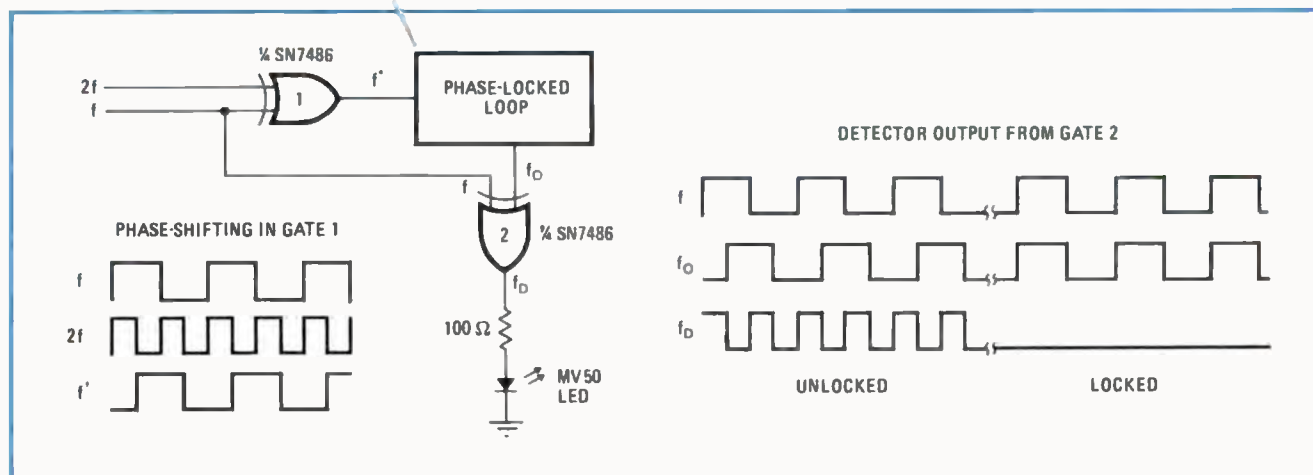 ¼ SN7486
2f
f
1
f'
PHASE-LOCKED
LOOP
f
fO
2
¼ SN7486
fD
100 Ω
MV50
LED
PHASE-SHIFTING IN GATE 1
f
2f
f'
DETECTOR OUTPUT FROM GATE 2
f
fO
fD
UNLOCKED
LOCKED